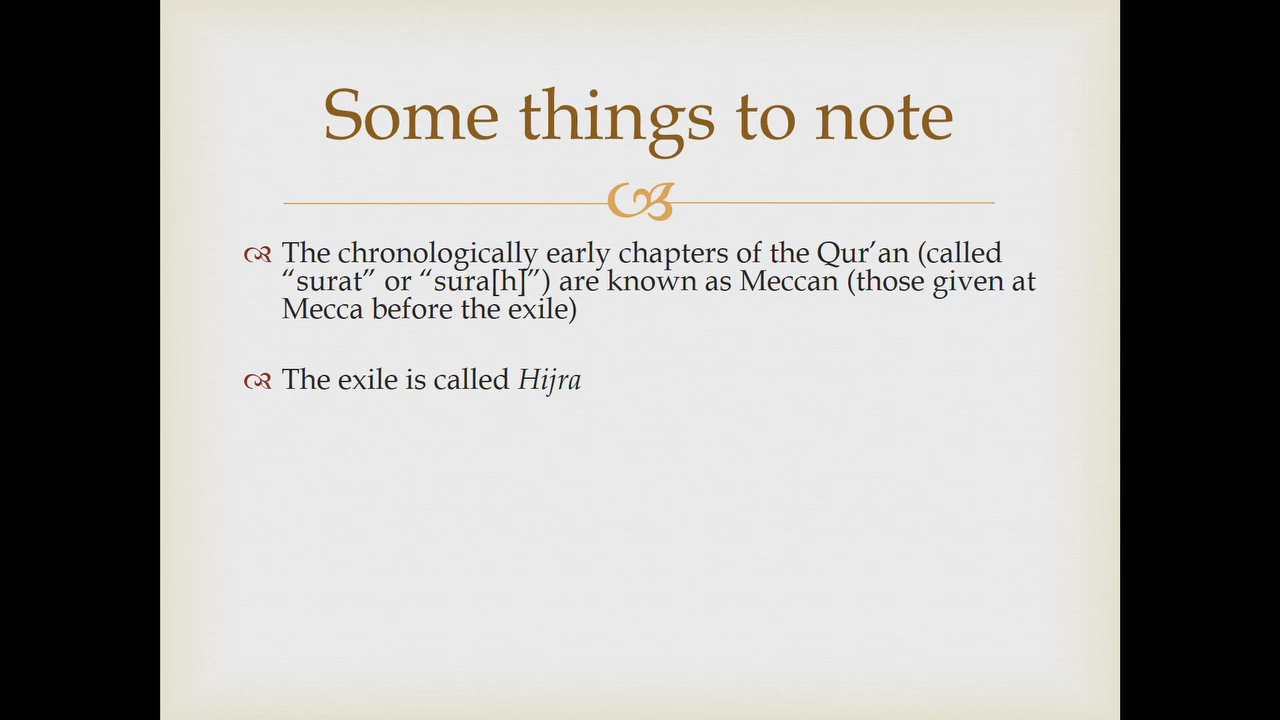 Some things to note
The chronologically early chapters of the Qur’an (called
“surat” or “sura[h]”) are known as Meccan (those given at
Mecca before the exile)
The exile is called Hijra